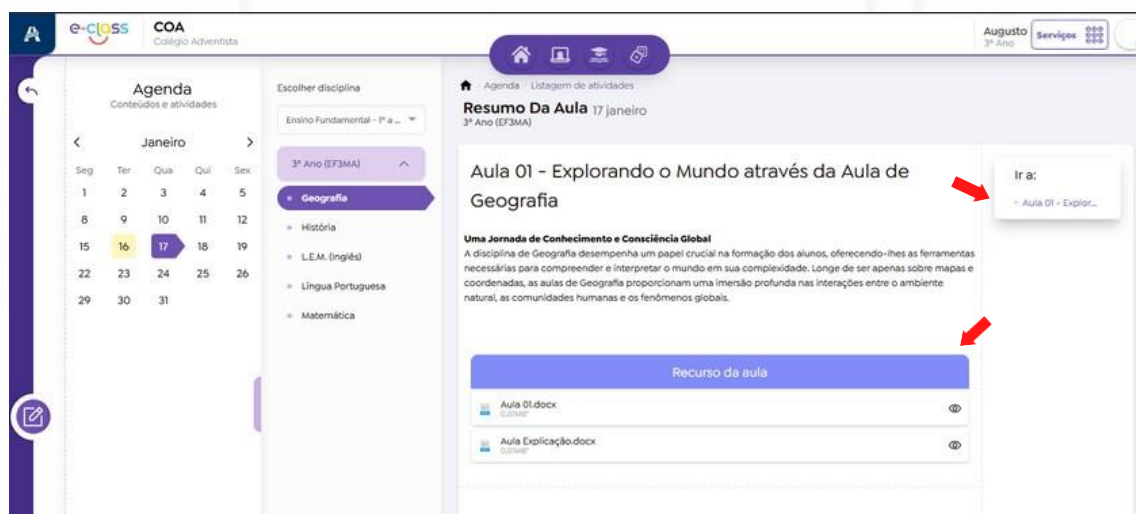 e-class
COA
Colégio Adventista
Augusto
3º Ano
Serviços
Agenda
Conteúdos e atividades
Janeiro
Seg Ter Qua Qui Sex
1 2 3 4 5
8 9 10 11 12
15 16 17 18 19
22 23 24 25 26
29 30 31
Escolher disciplina
Ensino Fundamental - 1º a ...
3º Ano (EF3MA)
Geografia
História
L.E.M. (Inglês)
Língua Portuguesa
Matemática
Agenda Listagem de atividades
Resumo Da Aula 17 janeiro
3º Ano (EF3MA)
Aula 01 - Explorando o Mundo através da Aula de
Geografia
Uma Jornada de Conhecimento e Consciência Global
A disciplina de Geografia desempenha um papel crucial na formação dos alunos, oferecendo-lhes as ferramentas
necessárias para compreender e interpretar o mundo em sua complexidade. Longe de ser apenas sobre mapas e
coordenadas, as aulas de Geografia proporcionam uma imersão profunda nas interações entre o ambiente
natural, as comunidades humanas e os fenômenos globais.
Recurso da aula
Aula 01.docx
0,01MB"
Aula Explicação.docx
0,01MB"
Ir a:
- Aula 01 - Explor...